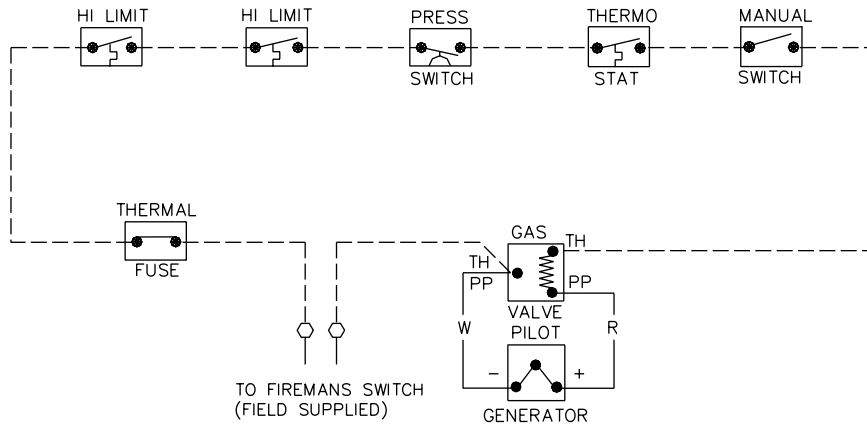 HI LIMIT
HI LIMIT
PRESS
SWITCH
THERMO
STAT
MANUAL
SWITCH
THERMAL
FUSE
GAS
TH
TH
PP
PP
VALVE
PILOT
W
R
-
+
GENERATOR
TO FIREMANS SWITCH
(FIELD SUPPLIED)